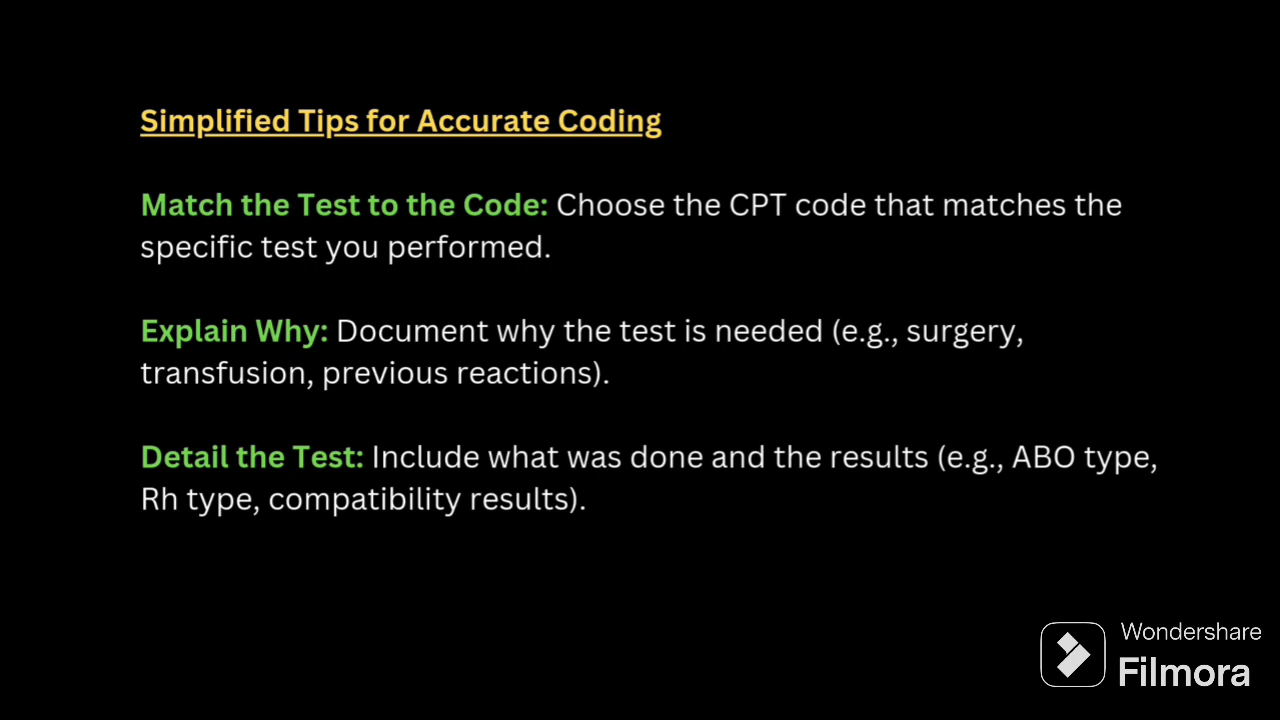 Simplified Tips for Accurate Coding
Match the Test to the Code: Choose the CPT code that matches the
specific test you performed.
Explain Why: Document why the test is needed (e.g., surgery,
transfusion, previous reactions).
Detail the Test: Include what was done and the results (e.g., ABO type,
Rh type, compatibility results).
Wondershare
Filmora